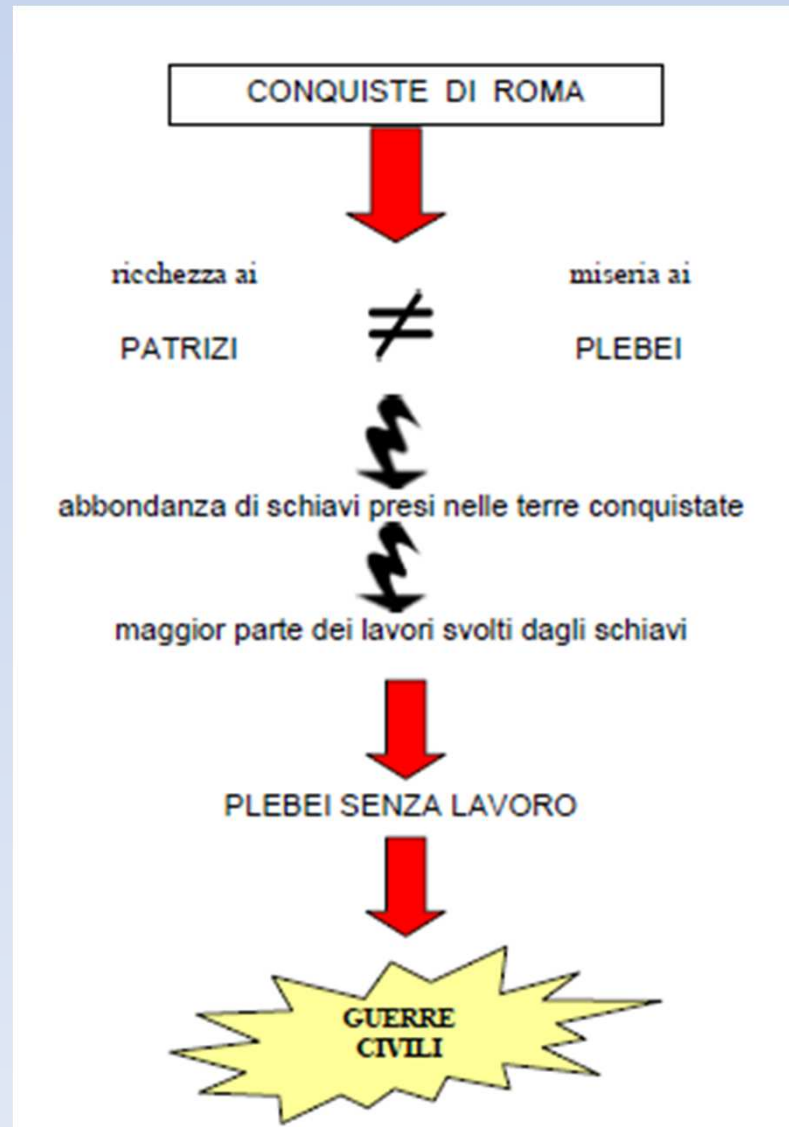 CONQUISTE DI ROMA
ricchezza ai
miseria ai
PATRIZI
≠
PLEBEI
abbondanza di schiavi presi nelle terre conquistate
maggior parte dei lavori svolti dagli schiavi
PLEBEI SENZA LAVORO
GUERRE
CIVILI